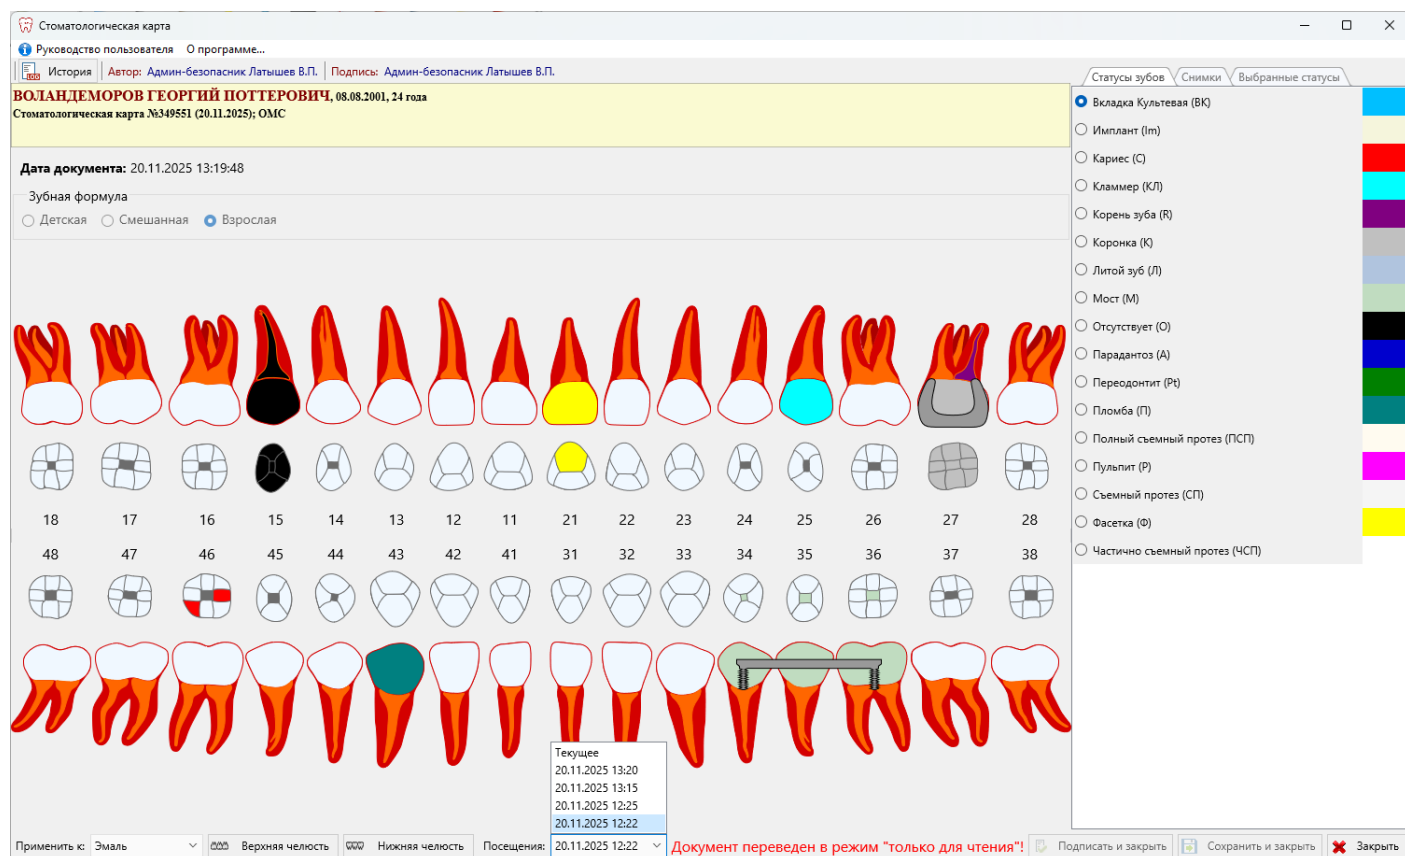 Стоматологическая карта
Руководство пользователя О программе...
LOG История Автор: Админ-безопасник Латышев В.П. Подпись: Админ-безопасник Латышев В.П.
ВОЛАНДЕМОРОВ ГЕОРГИЙ ПОТТЕРОВИЧ, 08.08.2001, 24 года
Стоматологическая карта №349551 (20.11.2025); ОМС
Дата документа: 20.11.2025 13:19:48
Зубная формула
Детская Смешанная Взрослая
18 17 16 15 14 13 12 11 21 22 23 24 25 26 27 28
48 47 46 45 44 43 42 41 31 32 33 34 35 36 37 38
Статусы зубов Снимки Выбранные статусы
Вкладка Культевая (ВК)
Имплант (Im)
Кариес (С)
Кламмер (КЛ)
Корень зуба (R)
Коронка (К)
Литой зуб (Л)
Мост (М)
Отсутствует (О)
Парадантоз (А)
Переодонтит (Pt)
Пломба (П)
Полный съемный протез (ПСП)
Пульпит (Р)
Съемный протез (СП)
Фасетка (Ф)
Частично съемный протез (ЧСП)
Текущее
20.11.2025 13:20
20.11.2025 13:15
20.11.2025 12:25
20.11.2025 12:22
Применить к: Эмаль Верхняя челюсть Нижняя челюсть Посещения: 20.11.2025 12:22 Документ переведен в режим "только для чтения"! Подписать и закрыть Сохранить и закрыть Закрыть